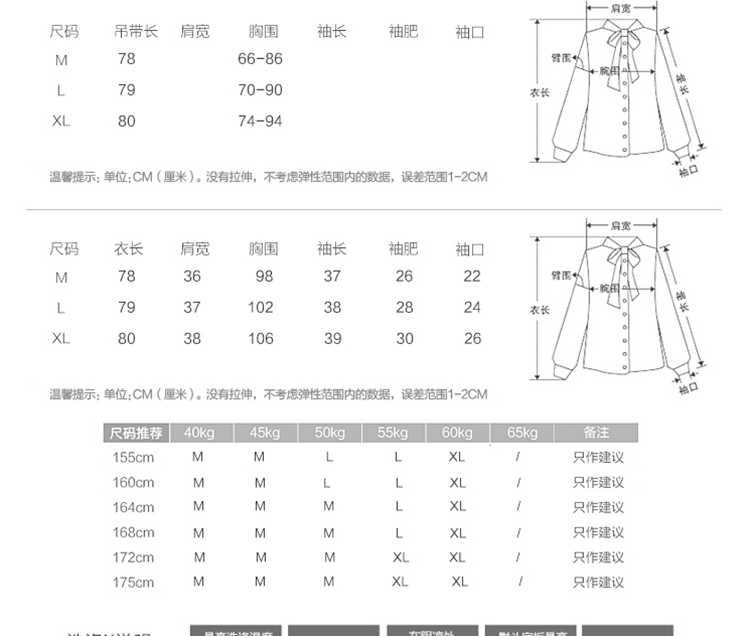 尺码 吊带长 肩宽 胸围 袖长 袖肥 袖口
M 78 66-86
L 79 70-90
XL 80 74-94
温馨提示:单位:CM（厘米）。没有拉伸，不考虑弹性范围内的数据，误差范围1-2CM
肩宽
臂围
胸围
衣长
袖长
袖口
尺码 衣长 肩宽 胸围 袖长 袖肥 袖口
M 78 36 98 37 26 22
L 79 37 102 38 28 24
XL 80 38 106 39 30 26
温馨提示:单位:CM（厘米）。没有拉伸，不考虑弹性范围内的数据，误差范围1-2CM
肩宽
臂围
胸围
衣长
袖长
袖口
尺码推荐 40kg 45kg 50kg 55kg 60kg 65kg 备注
155cm M M L L XL / 只作建议
160cm M M L L XL / 只作建议
164cm M M M L XL / 只作建议
168cm M M M L XL / 只作建议
172cm M M M XL XL / 只作建议
175cm M M M XL XL / 只作建议